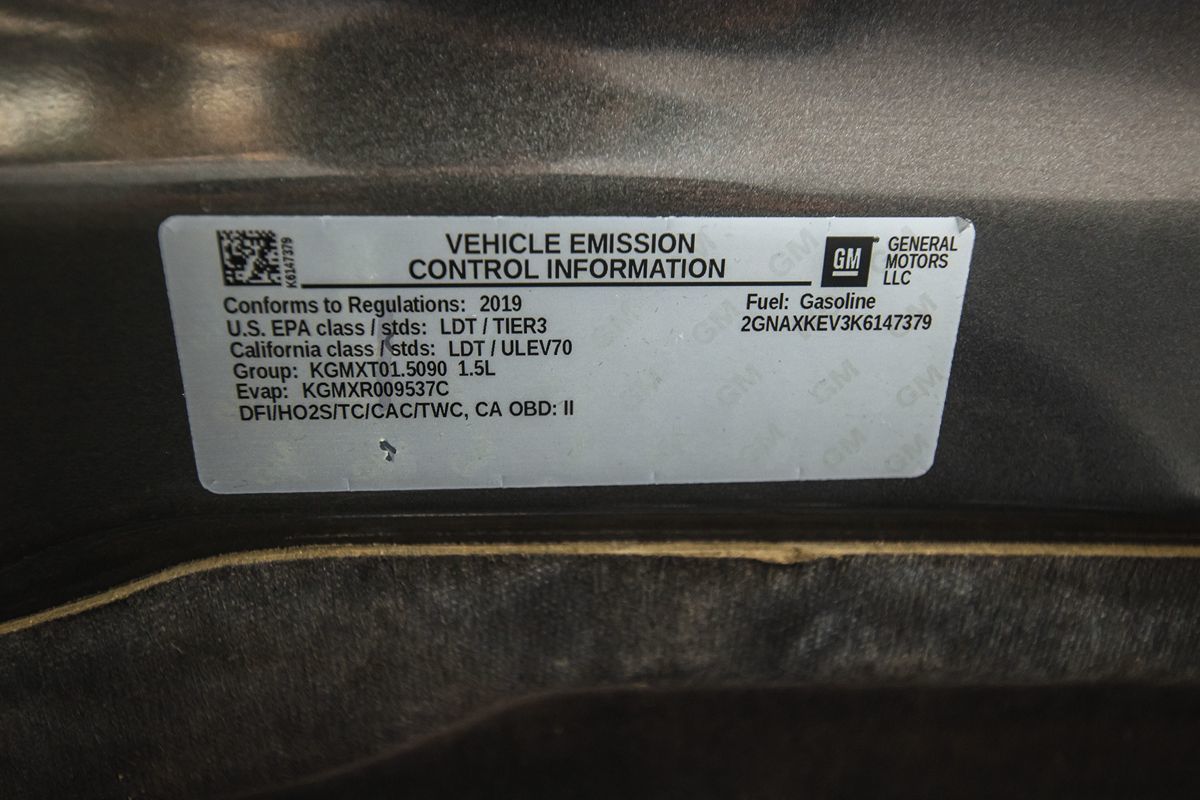 K6147379
VEHICLE EMISSION
CONTROL INFORMATION
GM
GENERAL
MOTORS
LLC
Conforms to Regulations: 2019
U.S. EPA class / stds: LDT / TIER3
California class / stds: LDT / ULEV70
Group: KGMXT01.5090 1.5L
Evap: KGMXR009537C
DFI/HO2S/TC/CAC/TWC, CA OBD: II
Fuel: Gasoline
2GNAXKEV3K6147379